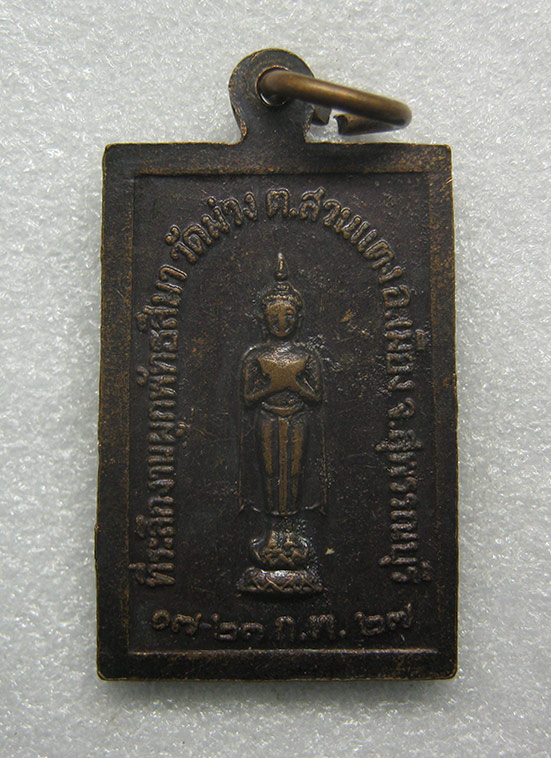 ที่ระลึกงานผูกพัทธสีมา วัดม่วง ต.สวนแตง อ.เมือง จ.สุพรรณบุรี
๑๗-๒๓ ก.พ. ๒๗